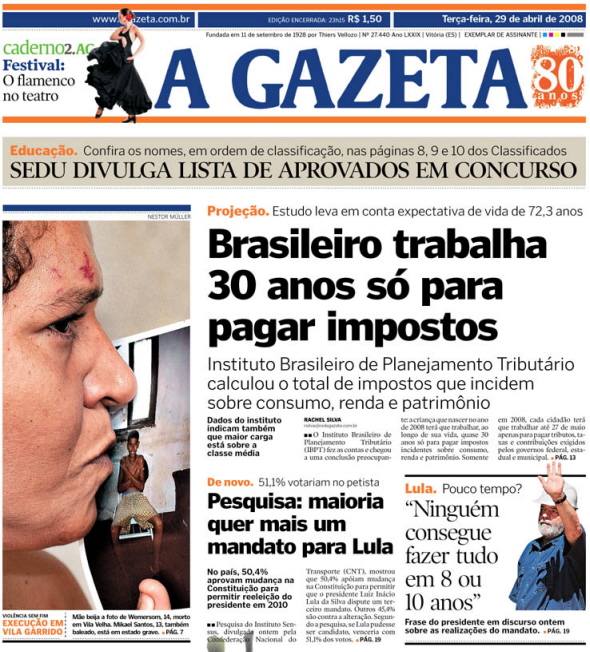 www.agazeta.com.br
EDIÇÃO ENCERRADA: 23h15 R$ 1,50
Terça-feira, 29 de abril de 2008
Fundada em 11 de setembro de 1928 por Thiers Vellozo | Nº 27.440 Ano LXXIX | Vitória (ES) | EXEMPLAR DE ASSINANTE |
caderno2.AG
Festival:
O flamenco
no teatro
A GAZETA
80
anos
Educação. Confira os nomes, em ordem de classificação, nas páginas 8, 9 e 10 dos Classificados
SEDU DIVULGA LISTA DE APROVADOS EM CONCURSO
NESTOR MÜLLER
VIOLÊNCIA SEM FIM
EXECUÇÃO EM
VILA GARRIDO
Mãe beija a foto de Wemersom, 14, morto
em Vila Velha. Mikael Santos, 13, também
baleado, está em estado grave. PÁG. 7
Projeção. Estudo leva em conta expectativa de vida de 72,3 anos
Brasileiro trabalha
30 anos só para
pagar impostos
Instituto Brasileiro de Planejamento Tributário
calculou o total de impostos que incidem
sobre consumo, renda e patrimônio
Dados do instituto
indicam também
que maior carga
está sobre a
classe média
RACHEL SILVA
O Instituto Brasileiro de
Planejamento Tributário
(IBPT) fez as contas e chegou
a uma conclusão preocupan-
te: a criança que nascer no ano
de 2008 terá que trabalhar, ao
longo de sua vida, quase 30
anos só para pagar impostos
incidentes sobre consumo,
renda e patrimônio. Somente
em 2008, cada cidadão terá
que trabalhar até 27 de maio
apenas para pagar tributos, ta-
xas e contribuições exigidos
pelos governos federal, esta-
dual e municipal. PÁG. 13
De novo. 51,1% votariam no petista
Pesquisa: maioria
quer mais um
mandato para Lula
No país, 50,4%
aprovam mudança na
Constituição para
permitir reeleição do
presidente em 2010
Pesquisa do Instituto Sen-
sus, divulgada ontem pela
Confederação Nacional do
Transporte (CNT), mostrou
que 50,4% apóiam mudança
na Constituição para permitir
que o presidente Luiz Inácio
Lula da Silva dispute um ter-
ceiro mandato. Outros 45,4%
são contra a alteração. Segun-
do a pesquisa, se Lula pudesse
ser candidato, venceria com
51,1% dos votos. PÁG. 19
Lula. Pouco tempo?
“Ninguém
consegue
fazer tudo
em 8 ou
10 anos”
Frase do presidente em discurso ontem
sobre as realizações do mandato. PÁG. 19